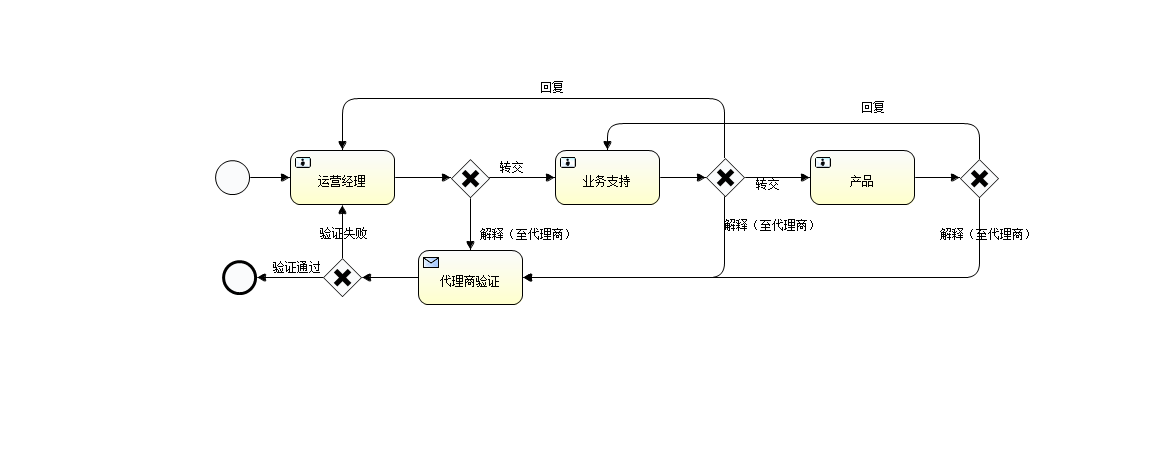 回复
回复
转交
运营经理
业务支持
转交
产品
解释（至代理商）
验证失败
解释（至代理商）
解释（至代理商）
验证通过
代理商验证